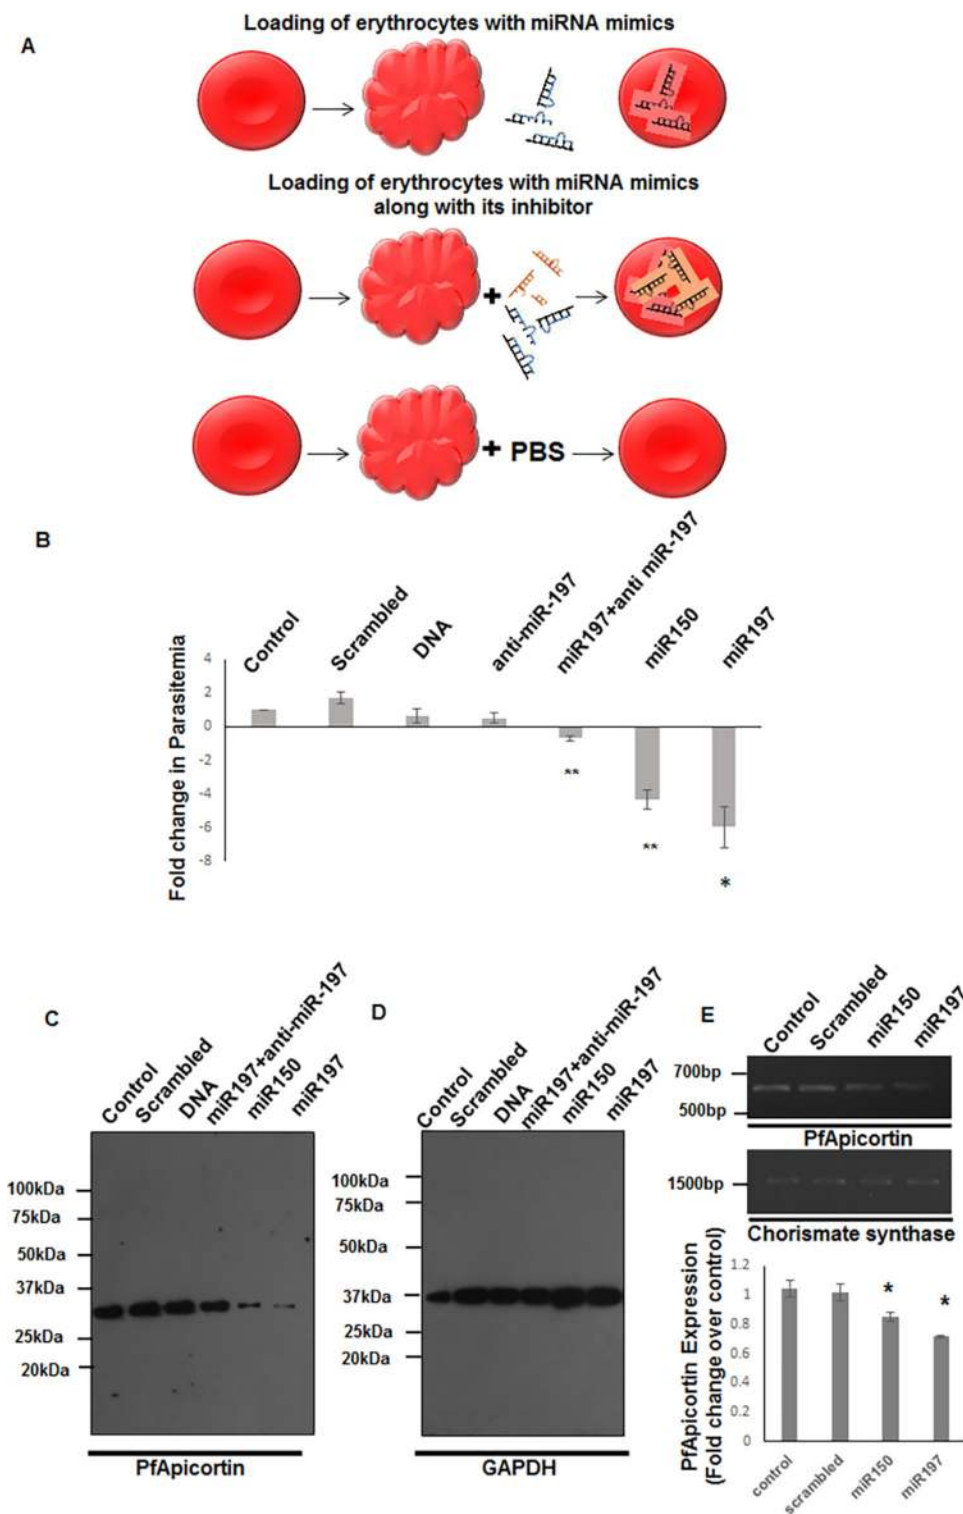 Loading of erythrocytes with miRNA mimics
A
Loading of erythrocytes with miRNA mimics
along with its inhibitor
+
+ PBS
B
Control
Scrambled
DNA
anti-miR-197
miR197+anti miR-197
miR150
miR197
Fold change in Parasitemia
4
2
0
-2
-4
-6
-8
**
**
*
C
Control
Scrambled
DNA
miR197+anti-miR-197
miR150
miR197
100kDa
75kDa
50kDa
37kDa
25kDa
20kDa
PfApicortin
D
Control
Scrambled
DNA
miR197+anti-miR-197
miR150
miR197
100kDa
75kDa
50kDa
37kDa
25kDa
20kDa
GAPDH
E
Control
Scrambled
miR150
miR197
700bp
500bp
PfApicortin
1500bp
Chorismate synthase
PfApicortin Expression
(Fold change over control)
1.2
1
0.8
0.6
0.4
0.2
0
*
*
control
scrambled
miR150
miR197